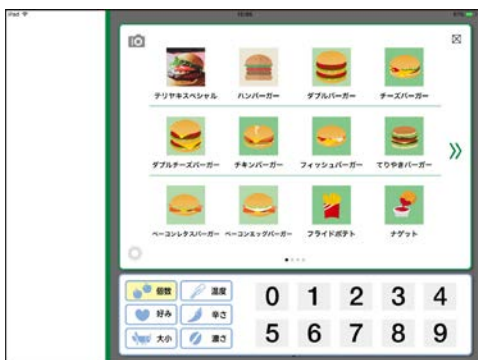 iPad
テリヤキスペシャル ハンバーガー ダブルバーガー チーズバーガー
ダブルチーズバーガー チキンバーガー フィッシュバーガー てりやきバーガー
ベーコンレタスバーガー ベーコンエッグバーガー フライドポテト ナゲット
個数 温度 0 1 2 3 4
好み 辛さ
大小 濃さ 5 6 7 8 9